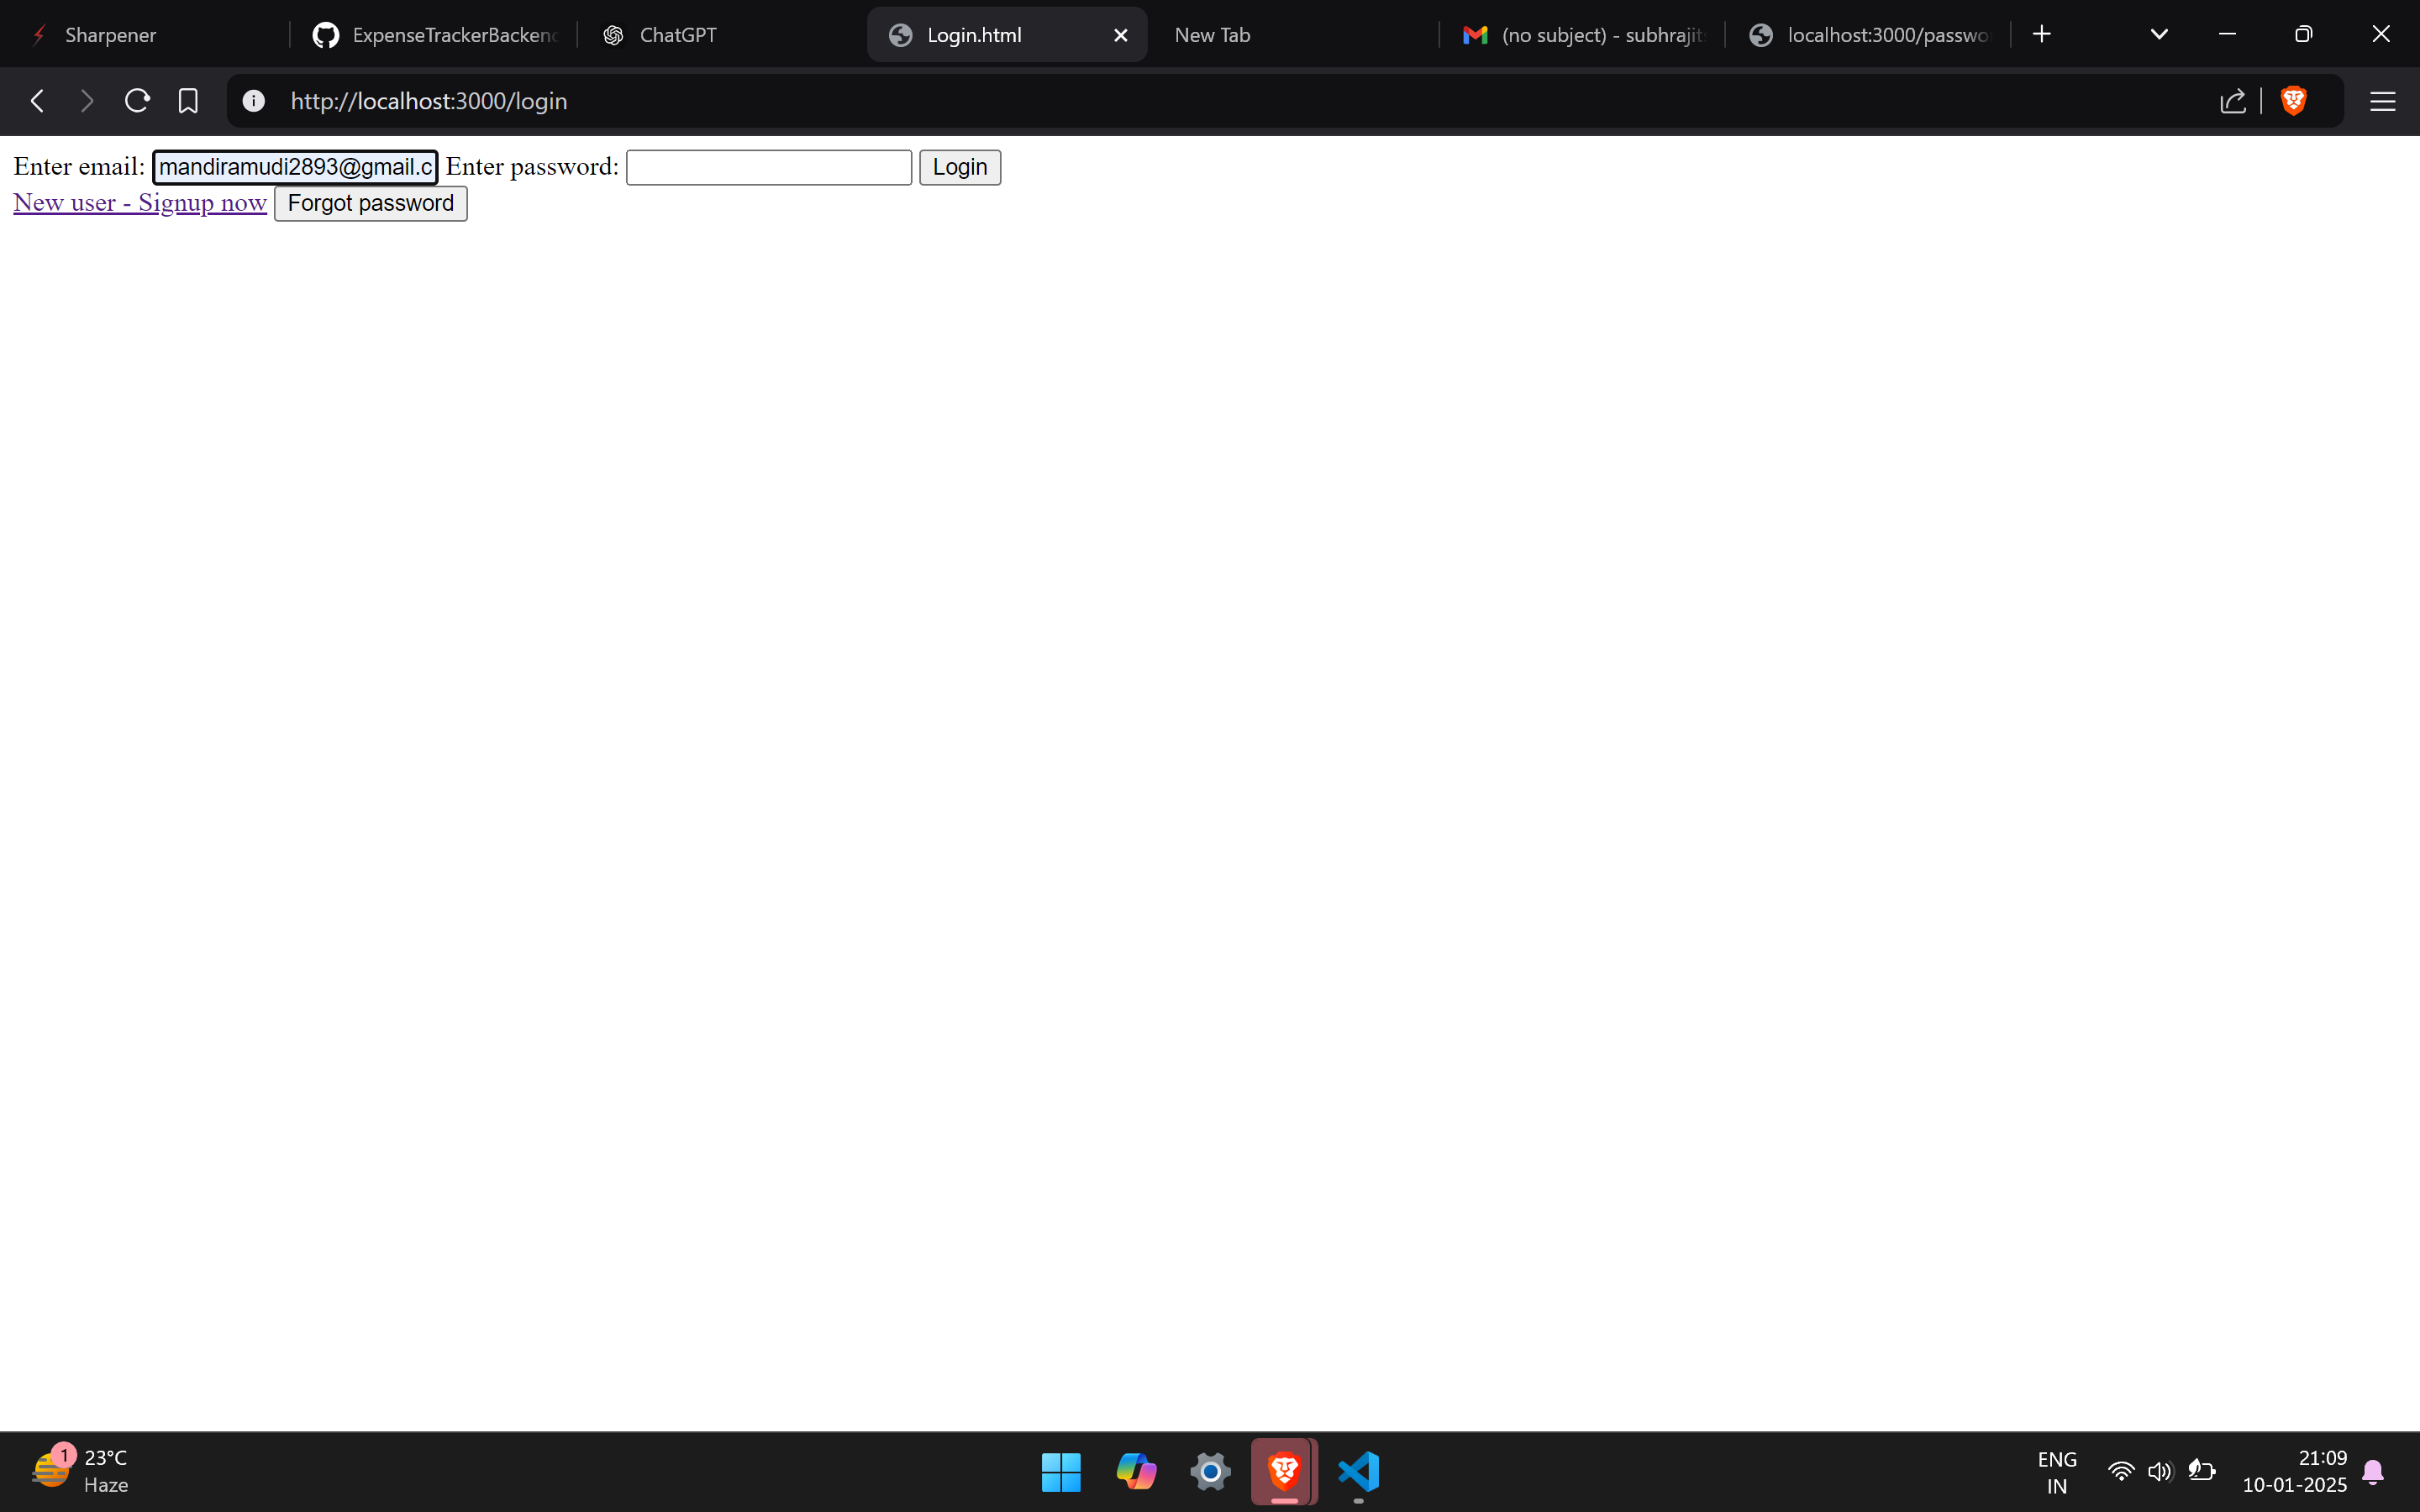 Sharpener
ExpenseTrackerBackend
ChatGPT
Login.html
New Tab
(no subject) - subhrajit
localhost:3000/passwo
http://localhost:3000/login
Enter email: mandiramudi2893@gmail.c Enter password: Login
New user - Signup now Forgot password
1
23°C
Haze
ENG
IN
21:09
10-01-2025